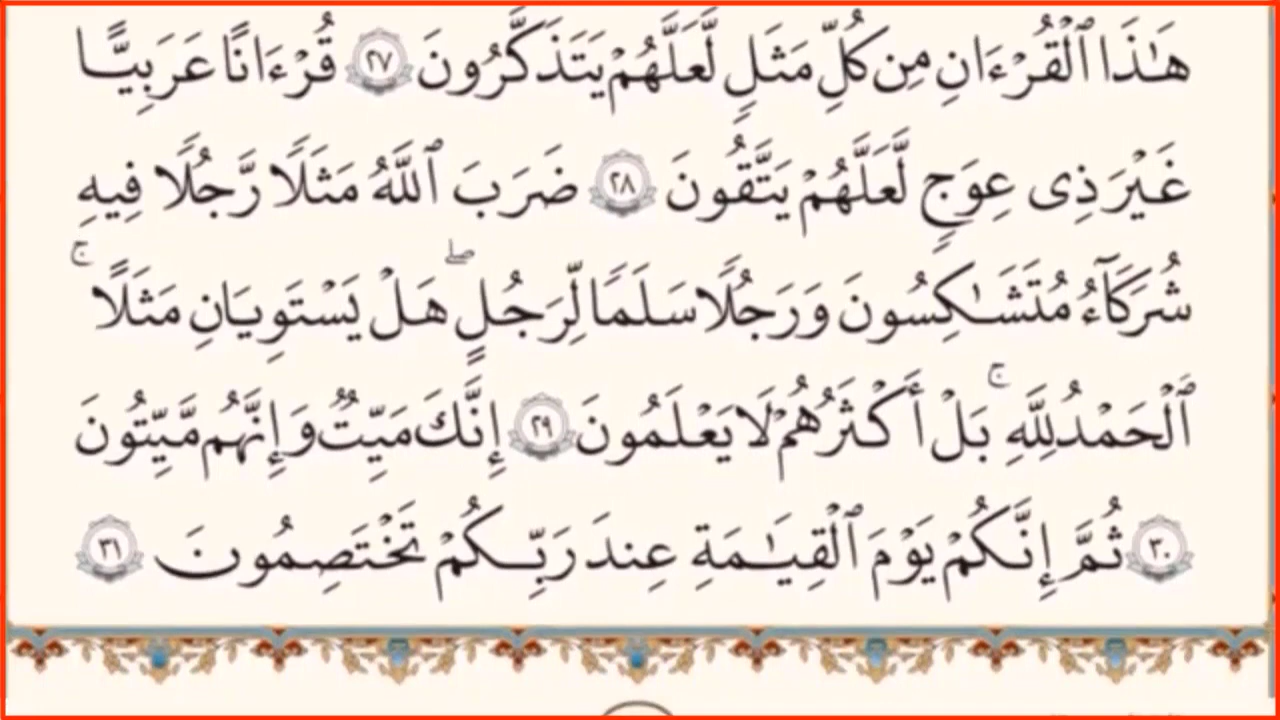 هَـٰذَا ٱلْقُرْءَانِ مِن كُلِّ مَثَلٍ لَّعَلَّهُمْ يَتَذَكَّرُونَ ٢٧ قُرْءَانًا عَرَبِيًّا
غَيْرَ ذِى عِوَجٍ لَّعَلَّهُمْ يَتَّقُونَ ٢٨ ضَرَبَ ٱللَّهُ مَثَلًا رَّجُلًا فِيهِ
شُرَكَآءُ مُتَشَـٰكِسُونَ وَرَجُلًا سَلَمًا لِّرَجُلٍ ۖ هَلْ يَسْتَوِيَانِ مَثَلًا ۚ
ٱلْحَمْدُ لِلَّهِ ۚ بَلْ أَكْثَرُهُمْ لَا يَعْلَمُونَ ٢٩ إِنَّكَ مَيِّتٌ وَإِنَّهُم مَّيِّتُونَ
٣٠ ثُمَّ إِنَّكُمْ يَوْمَ ٱلْقِيَـٰمَةِ عِندَ رَبِّكُمْ تَخْتَصِمُونَ ٣١